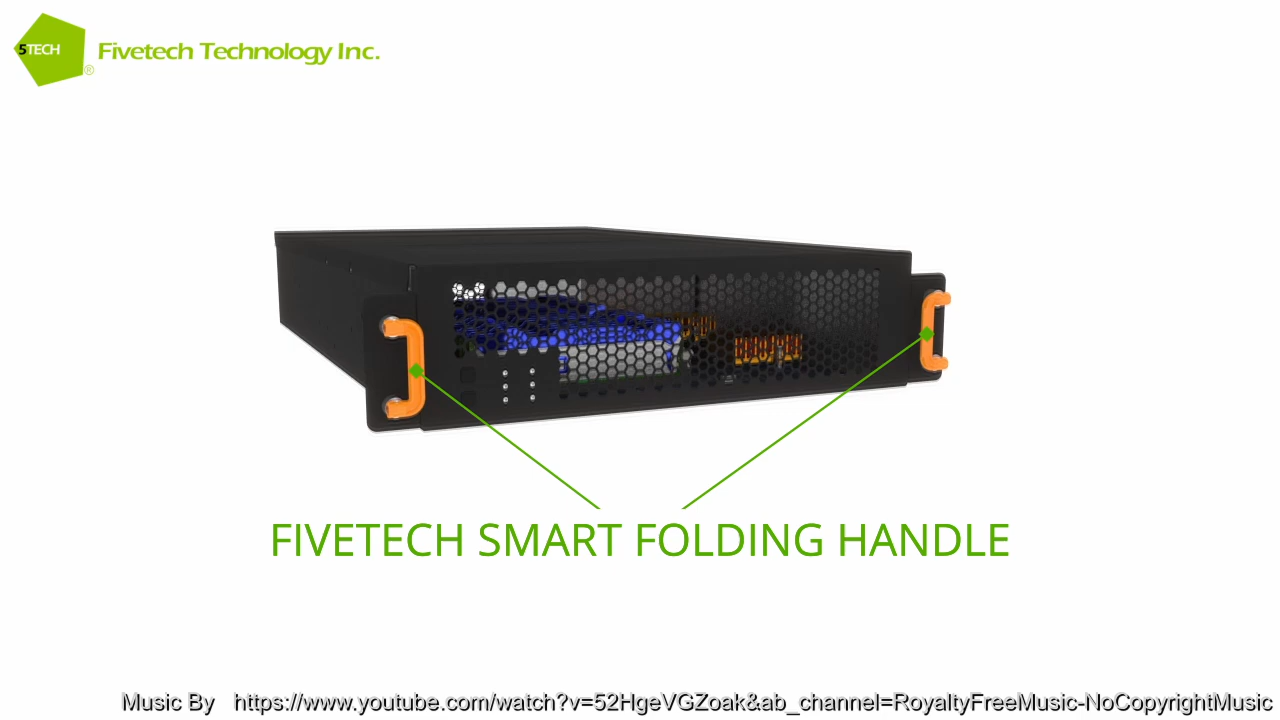 5TECH
® Fivetech Technology Inc.
FIVETECH SMART FOLDING HANDLE
Music By https://www.youtube.com/watch?v=52HgeVGZoak&ab_channel=RoyaltyFreeMusic-NoCopyrightMusic